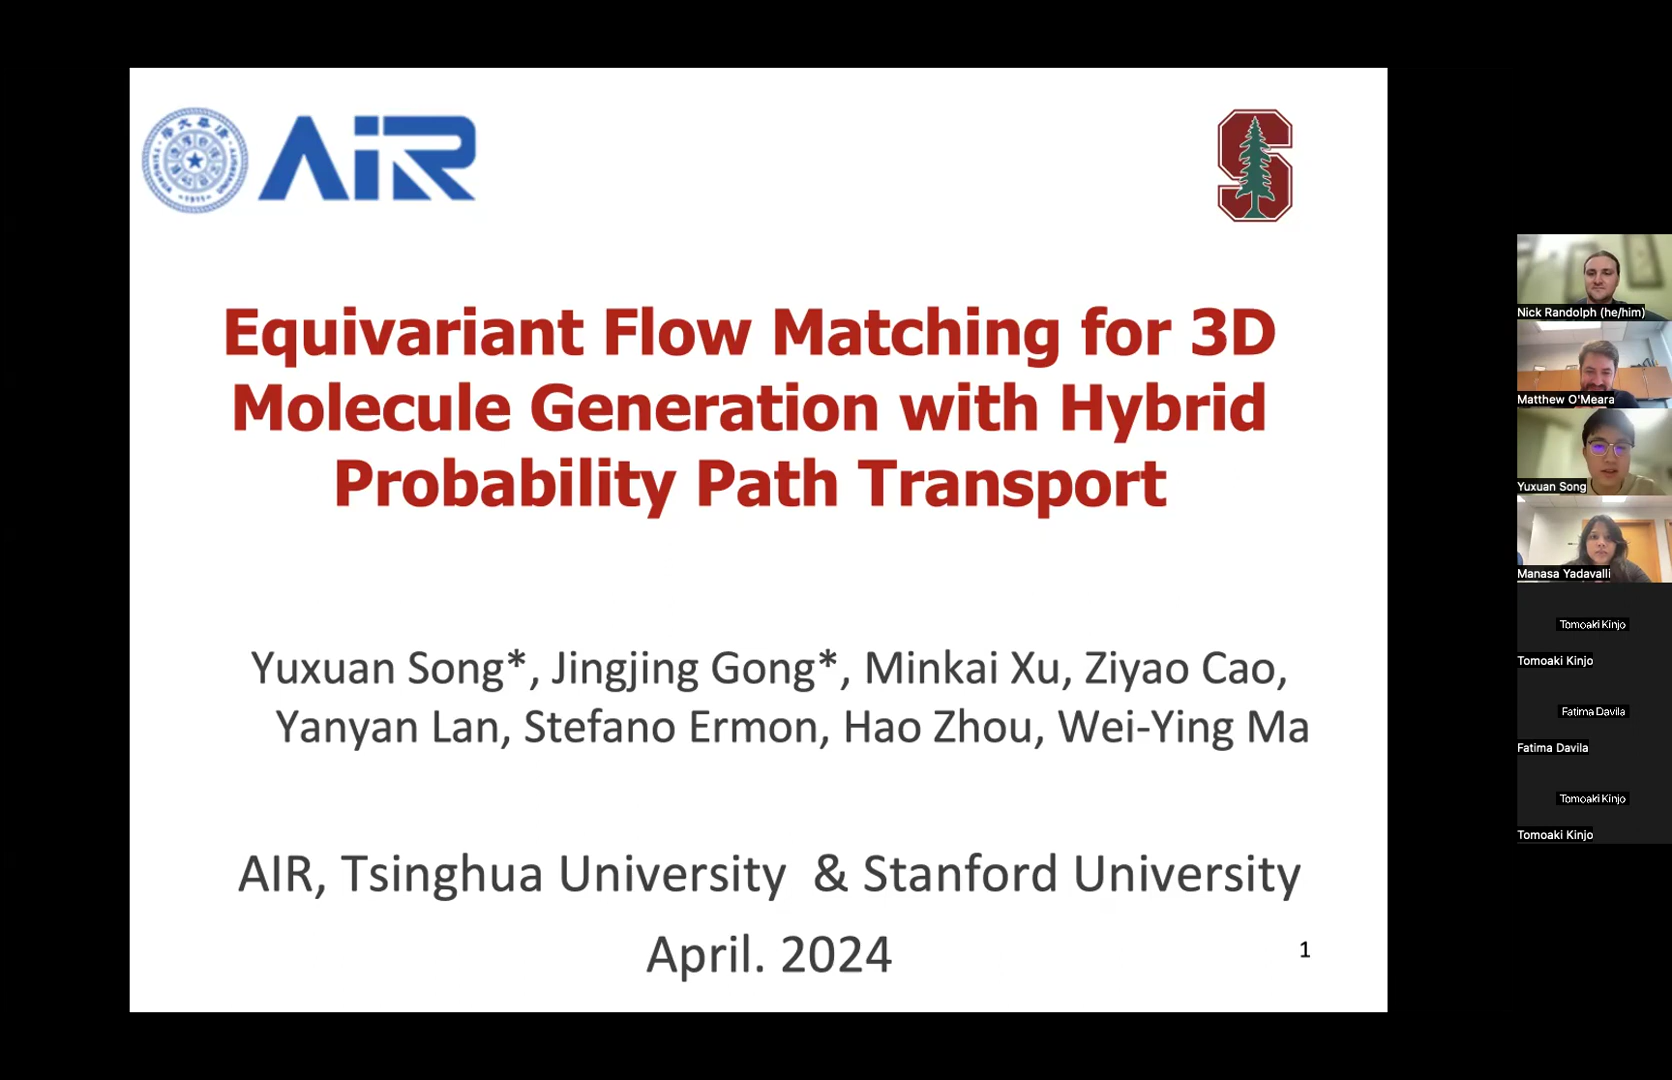 AiR
Equivariant Flow Matching for 3D
Molecule Generation with Hybrid
Probability Path Transport
Yuxuan Song*, Jingjing Gong*, Minkai Xu, Ziyao Cao,
Yanyan Lan, Stefano Ermon, Hao Zhou, Wei-Ying Ma
AIR, Tsinghua University & Stanford University
April. 2024
1
Nick Randolph (he/him)
Matthew O'Meara
Yuxuan Song
Manasa Yadavalli
Tomoaki Kinjo
Tomoaki Kinjo
Fatima Davila
Fatima Davila
Tomoaki Kinjo
Tomoaki Kinjo